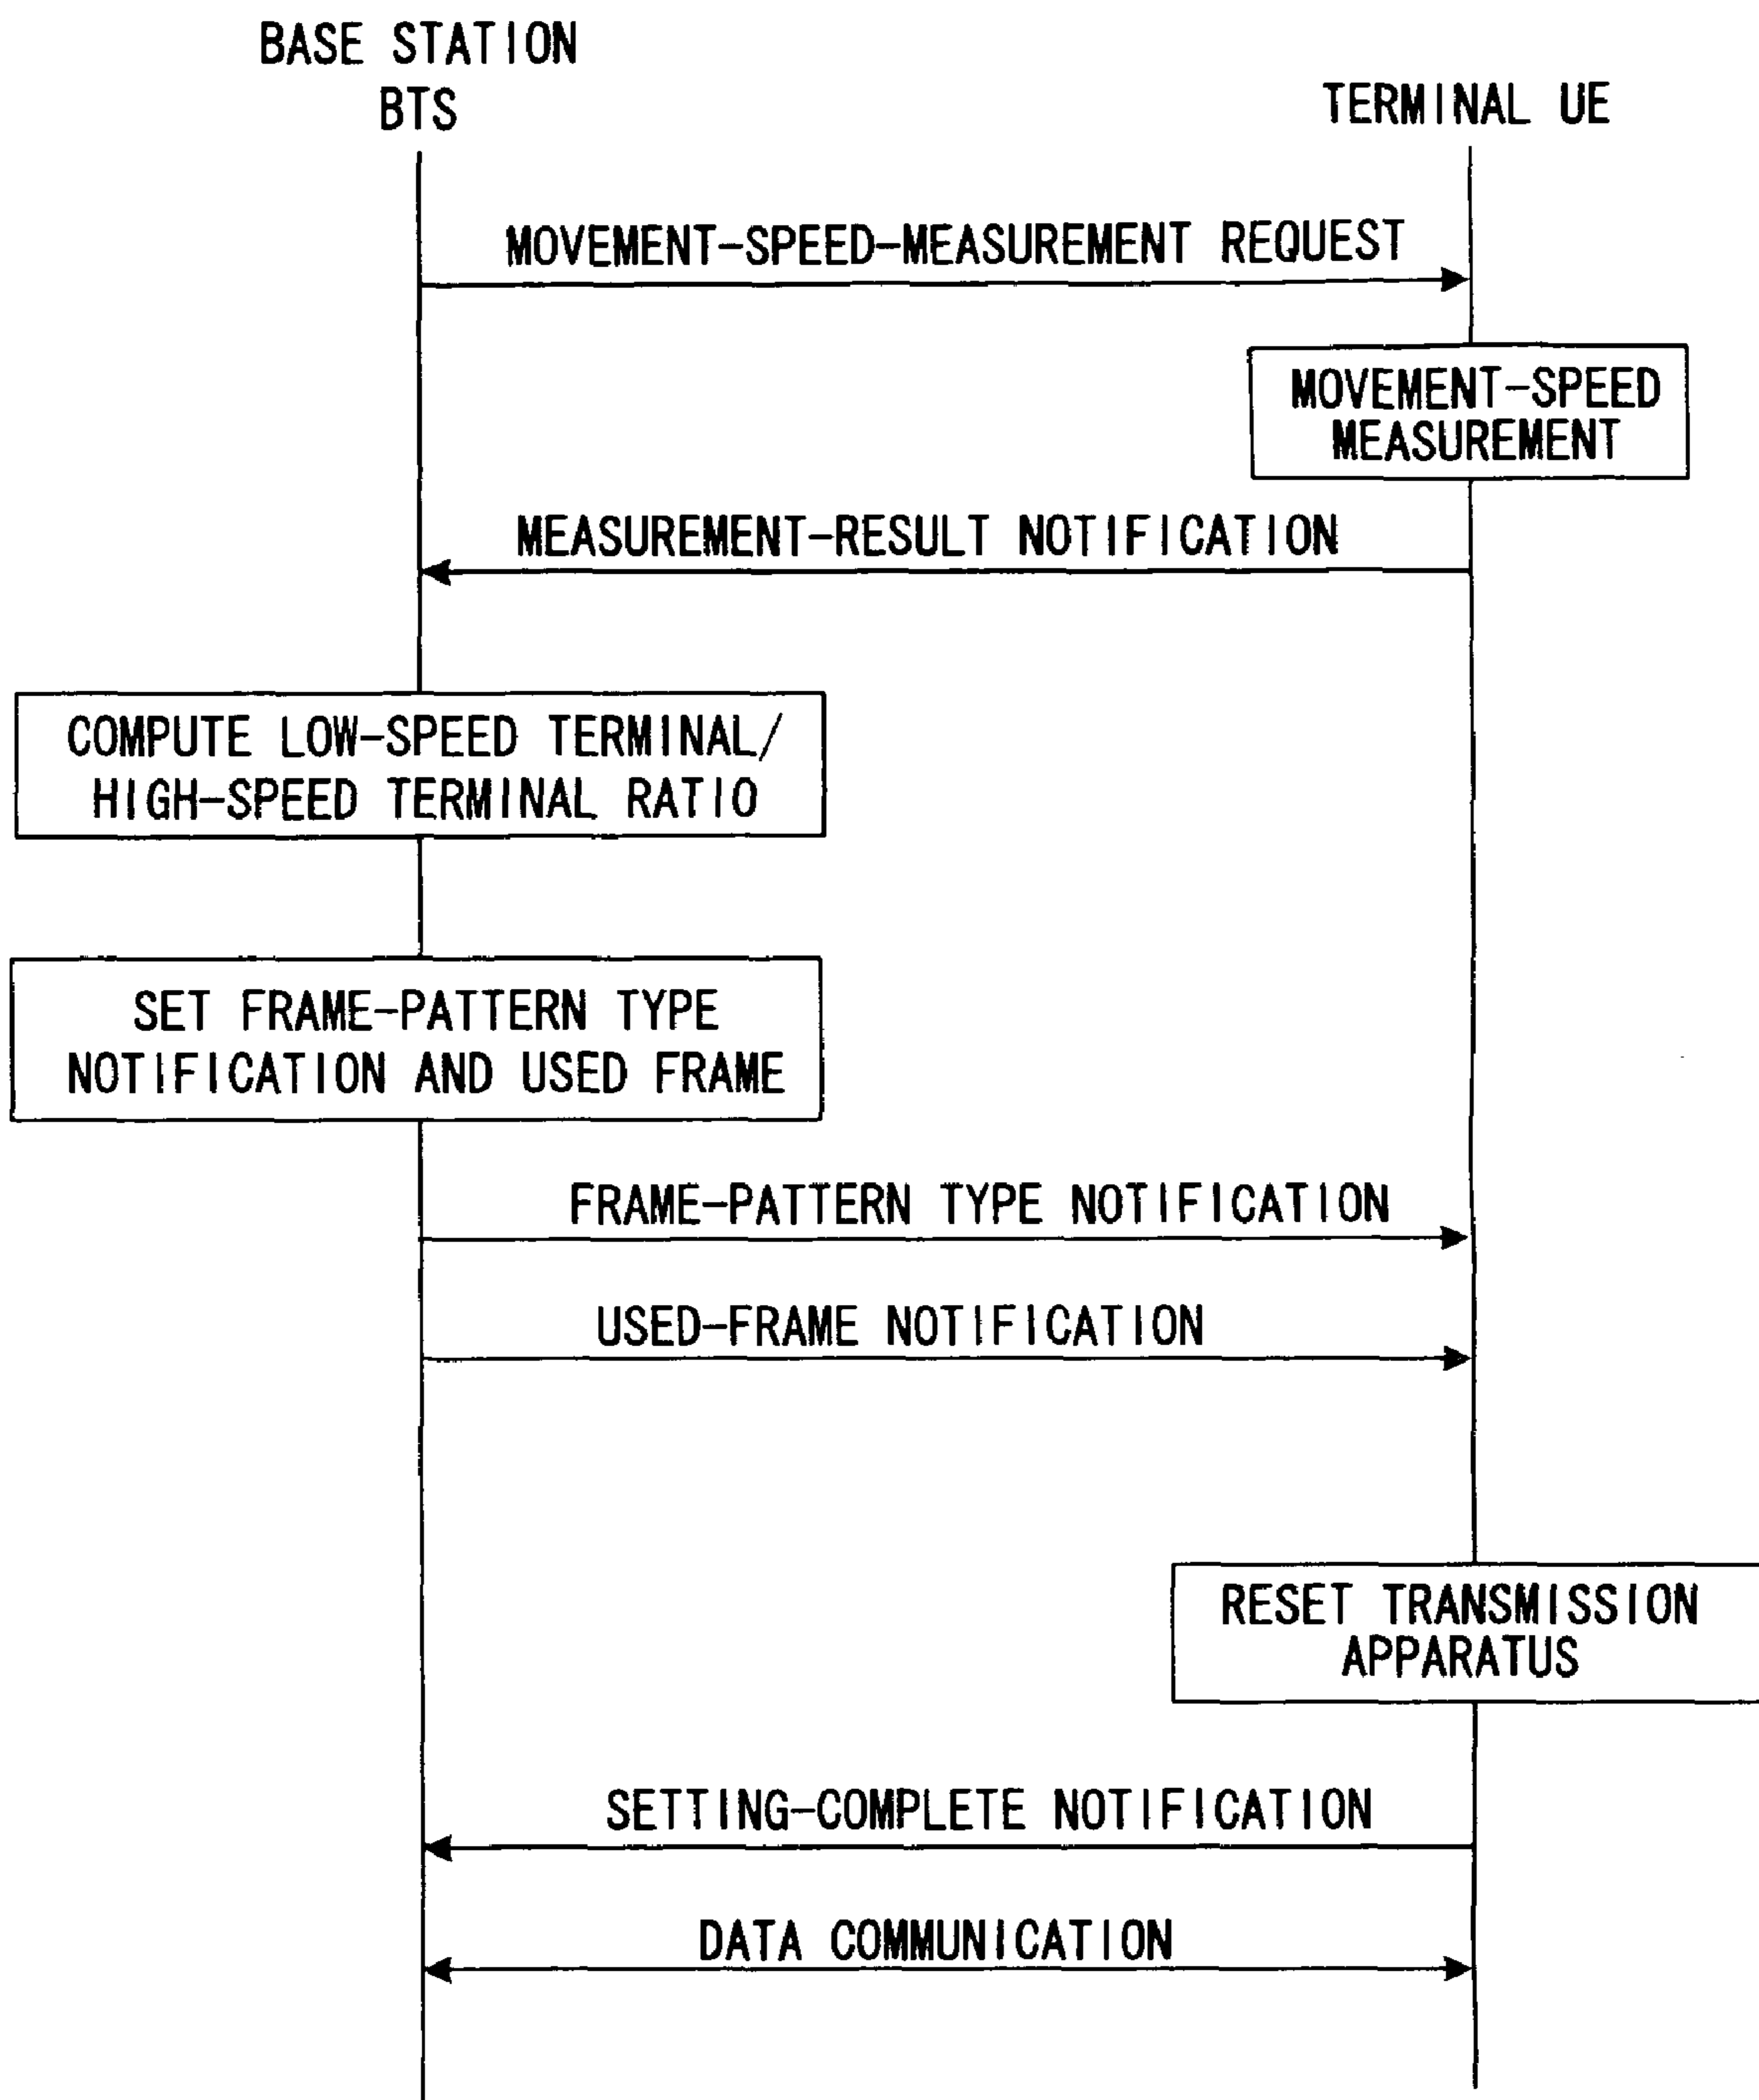 BASE STATION
BTS
TERMINAL UE
MOVEMENT-SPEED-MEASUREMENT REQUEST
MOVEMENT-SPEED
MEASUREMENT
MEASUREMENT-RESULT NOTIFICATION
COMPUTE LOW-SPEED TERMINAL/
HIGH-SPEED TERMINAL RATIO
SET FRAME-PATTERN TYPE
NOTIFICATION AND USED FRAME
FRAME-PATTERN TYPE NOTIFICATION
USED-FRAME NOTIFICATION
RESET TRANSMISSION
APPARATUS
SETTING-COMPLETE NOTIFICATION
DATA COMMUNICATION